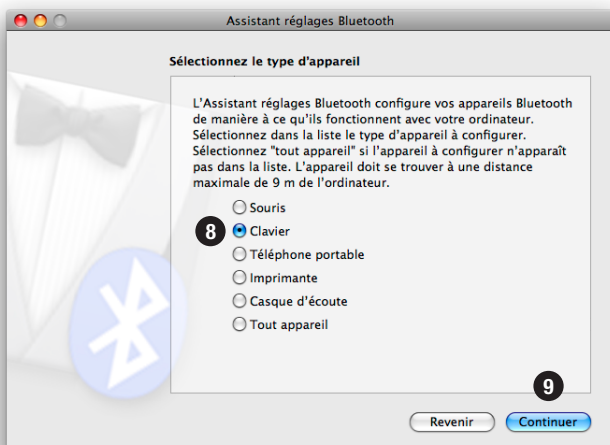 Assistant réglages Bluetooth
Sélectionnez le type d'appareil
L'Assistant réglages Bluetooth configure vos appareils Bluetooth
de manière à ce qu'ils fonctionnent avec votre ordinateur.
Sélectionnez dans la liste le type d'appareil à configurer.
Sélectionnez "tout appareil" si l'appareil à configurer n'apparaît
pas dans la liste. L'appareil doit se trouver à une distance
maximale de 9 m de l'ordinateur.
Souris
8 Clavier
Téléphone portable
Imprimante
Casque d'écoute
Tout appareil
9
Revenir Continuer